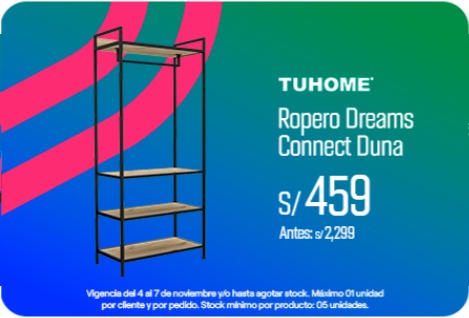 TUHOME
Ropero Dreams
Connect Duna
S/ 459
Antes: s/ 2,299
Vigencia del 4 al 7 de noviembre y/o hasta agotar stock. Máximo 01 unidad
por cliente y por pedido. Stock mínimo por producto: 05 unidades.